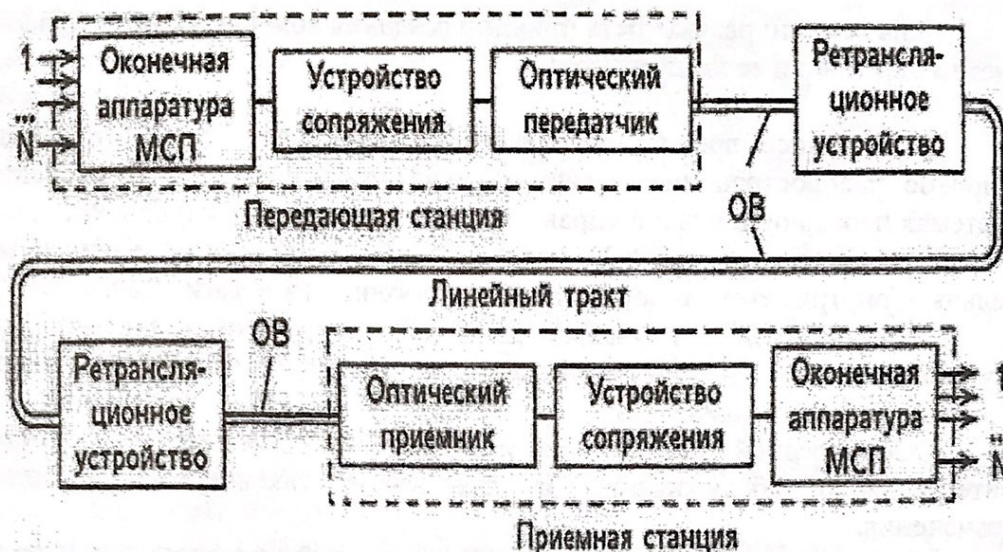 1
...
N
Оконечная
аппаратура
МСП
Устройство
сопряжения
Оптический
передатчик
Ретрансля-
ционное
устройство
Передающая станция
ОВ
Линейный тракт
ОВ
Ретрансля-
ционное
устройство
Оптический
приемник
Устройство
сопряжения
Оконечная
аппаратура
МСП
1
...
N
Приемная станция